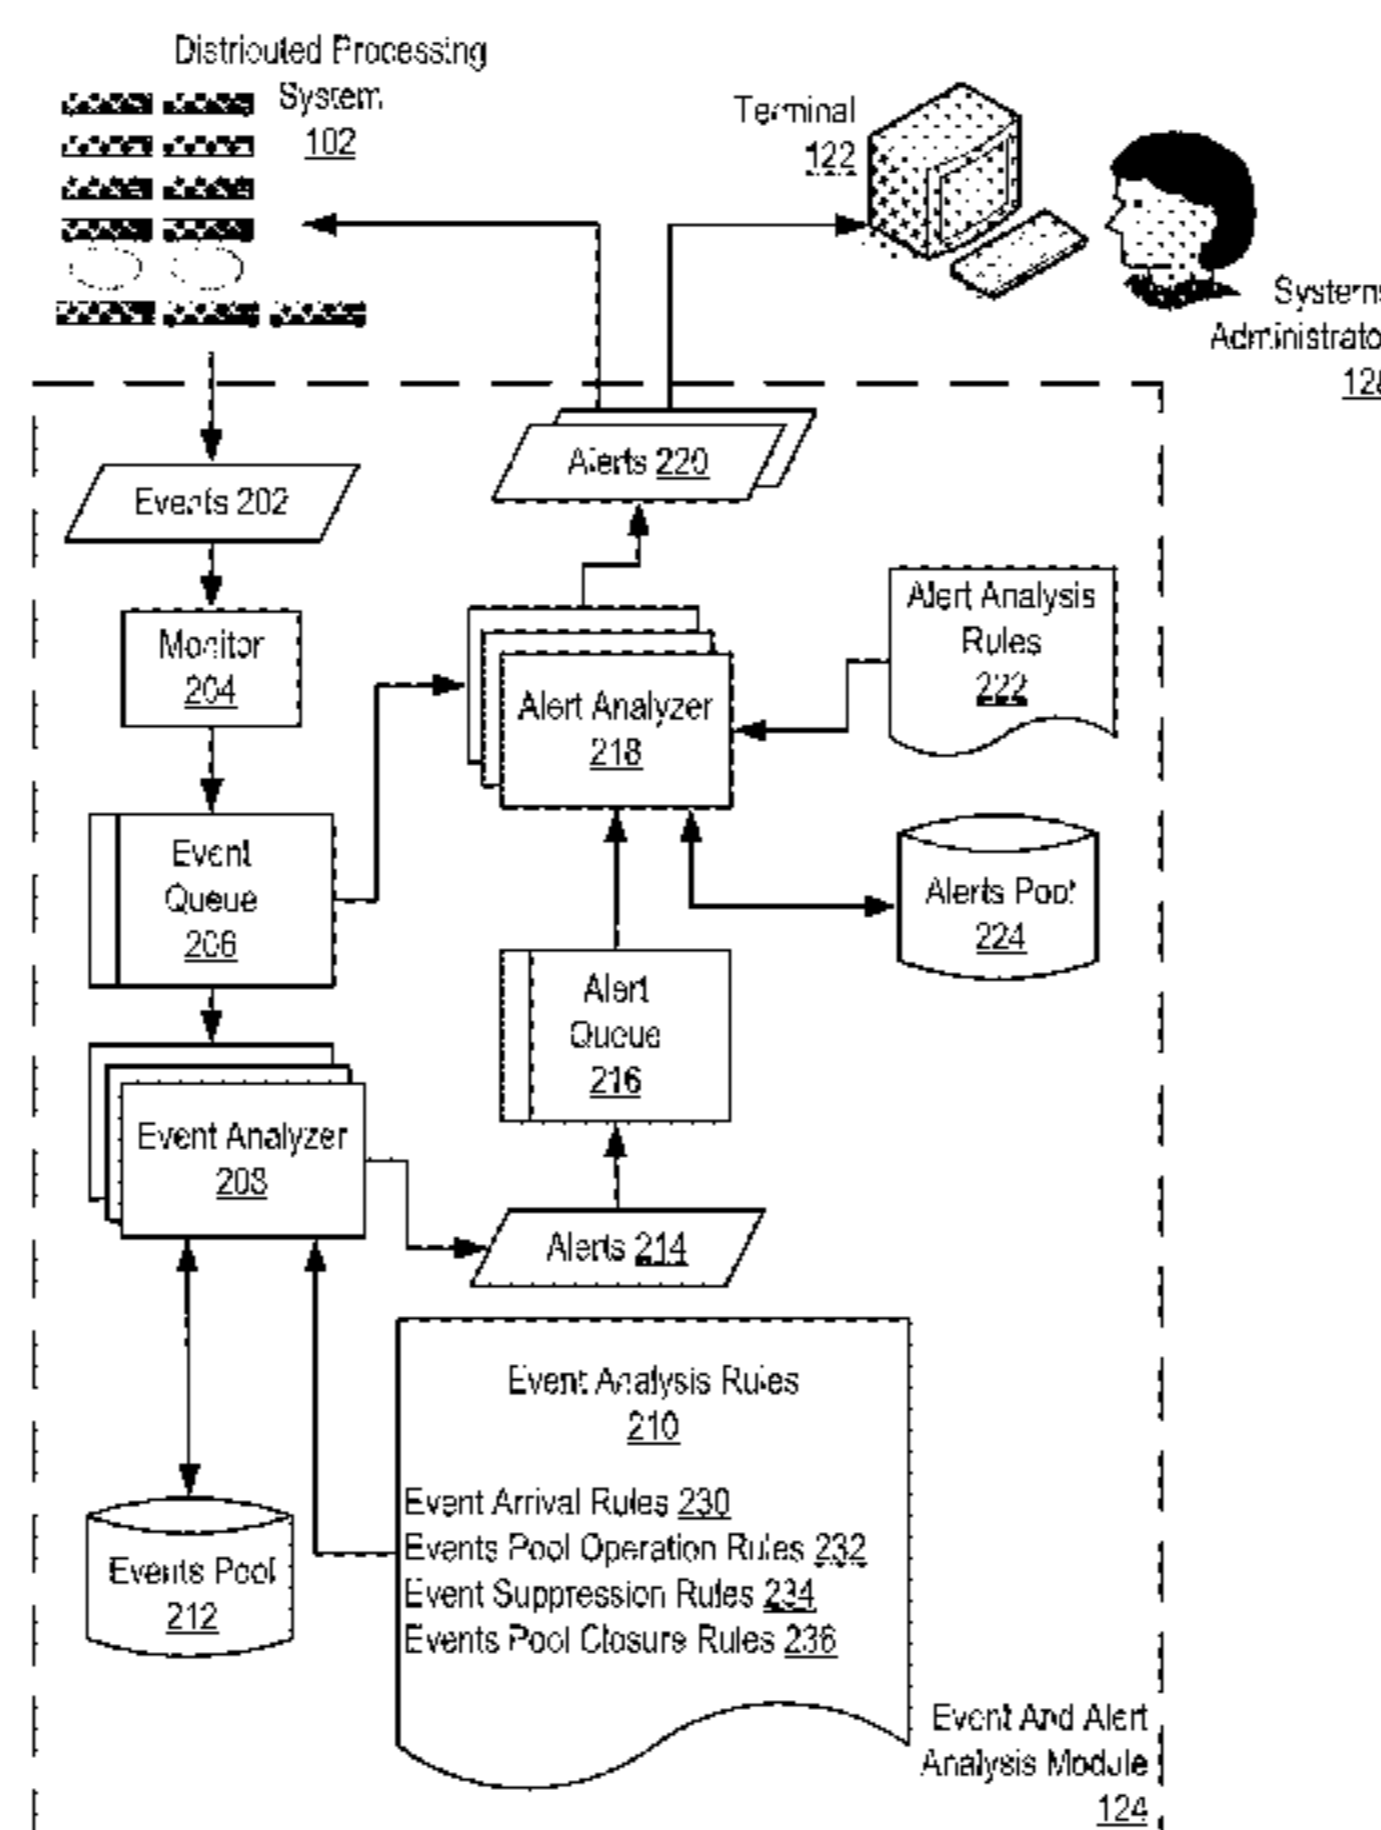 Distributed Processing
System
102
Terminal
122
Systems
Administrato
128
Alerts 220
Events 202
Monitor
204
Alert Analysis
Rules
222
Alert Analyzer
218
Event
Queue
206
Alerts Pool
224
Alert
Queue
216
Event Analyzer
208
Alerts 214
Event Analysis Rules
210
Event Arrival Rules 230
Events Pool Operation Rules 232
Event Suppression Rules 234
Events Pool Closure Rules 236
Events Pool
212
Event And Alert
Analysis Module
124